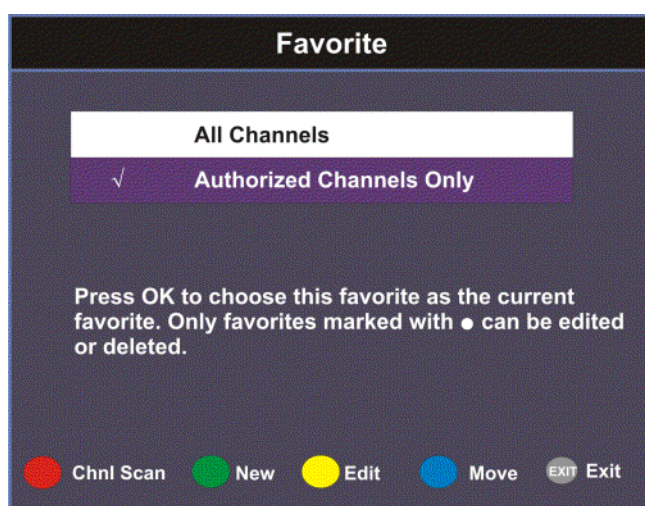 Favorite
All Channels
√ Authorized Channels Only
Press OK to choose this favorite as the current
favorite. Only favorites marked with ● can be edited
or deleted.
Chnl Scan New Edit Move EXIT Exit